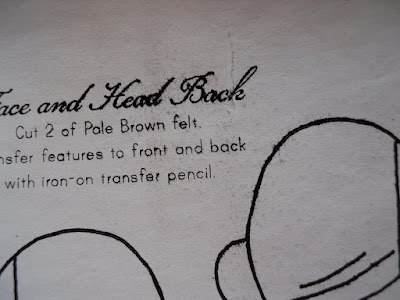 Face and Head Back
Cut 2 of Pale Brown felt.
nsfer features to front and back
with iron-on transfer pencil.